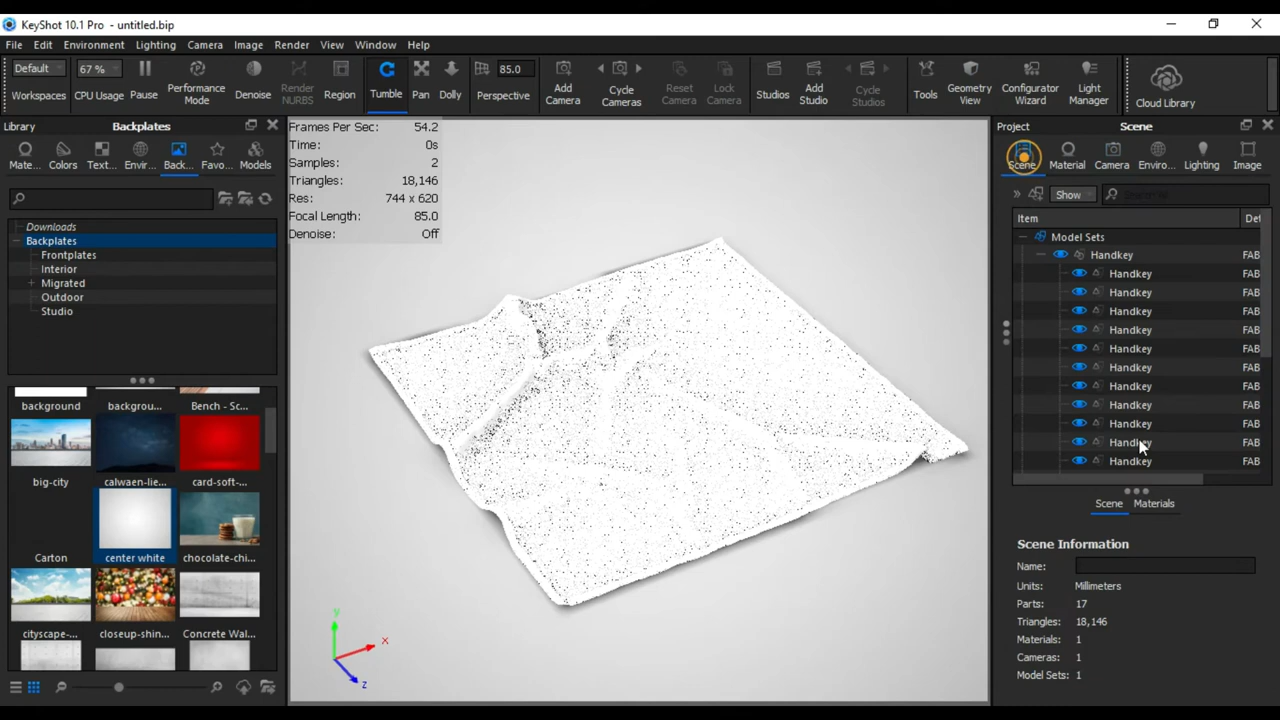 KeyShot 10.1 Pro - untitled.bip
File Edit Environment Lighting Camera Image Render View Window Help
Default 67 % 85.0
Workspaces CPU Usage Pause Performance Mode Denoise Render NURBS Region Tumble Pan Dolly Perspective Add Camera Cycle Cameras Reset Camera Lock Camera Studios Add Studio Cycle Studios Tools Geometry View Configurator Wizard Light Manager Cloud Library
Library Backplates
Mate... Colors Text... Envir... Back... Favo... Models
Downloads
Backplates
Frontplates
Interior
Migrated
Outdoor
Studio
background backgrou... Bench - Sc...
big-city calwaen-lie... card-soft-...
Carton center white chocolate-chi...
cityscape-... closeup-shin... Concrete Wal...
Frames Per Sec: 54.2
Time: 0s
Samples: 2
Triangles: 18,146
Res: 744 x 620
Focal Length: 85.0
Denoise: Off
y
x
z
Project Scene
Scene Material Camera Enviro... Lighting Image
Show
Item
Model Sets
Handkey FAB
Handkey FAB
Handkey FAB
Handkey FAB
Handkey FAB
Handkey FAB
Handkey FAB
Handkey FAB
Handkey FAB
Handkey FAB
Handkey FAB
Handkey FAB
Scene Materials
Scene Information
Name:
Units: Millimeters
Parts: 17
Triangles: 18,146
Materials: 1
Cameras: 1
Model Sets: 1